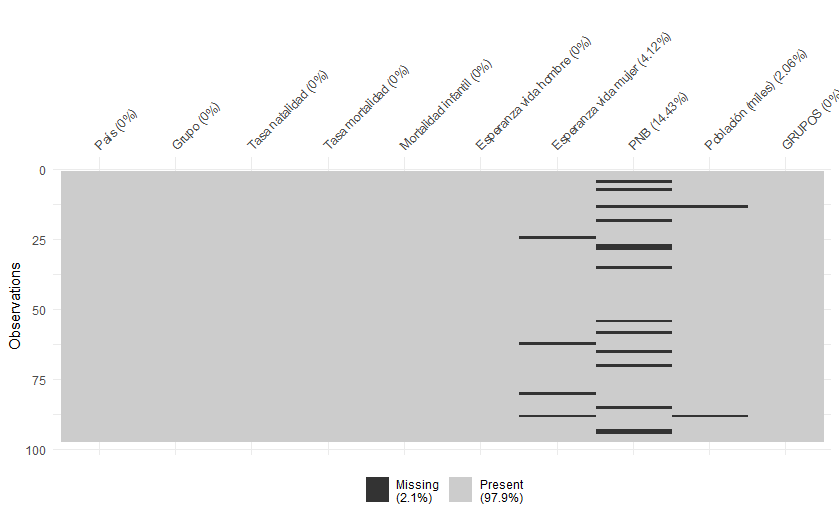 País (0%)
Grupo (0%)
Tasa natalidad (0%)
Tasa mortalidad (0%)
Mortalidad infantil (0%)
Esperanza vida hombre (0%)
Esperanza vida mujer (4.12%)
PNB (14.43%)
Población (miles) (2.06%)
GRUPOS (0%
Observations
0
25
50
75
100
Missing
(2.1%)
Present
(97.9%)